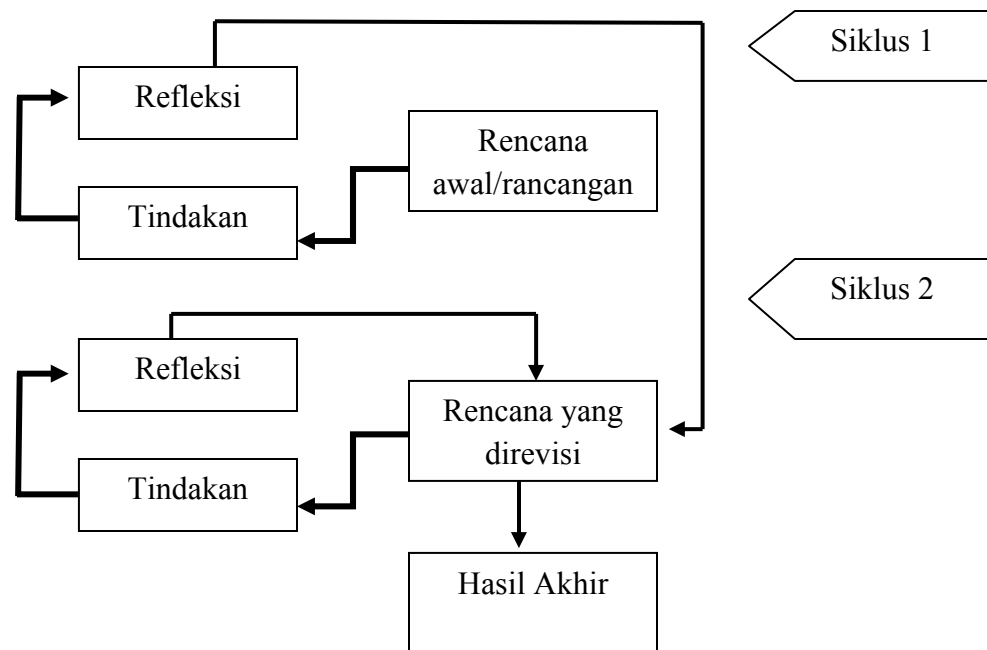 Siklus 1
Refleksi
Rencana
awal/rancangan
Tindakan
Siklus 2
Refleksi
Rencana yang
direvisi
Tindakan
Hasil Akhir